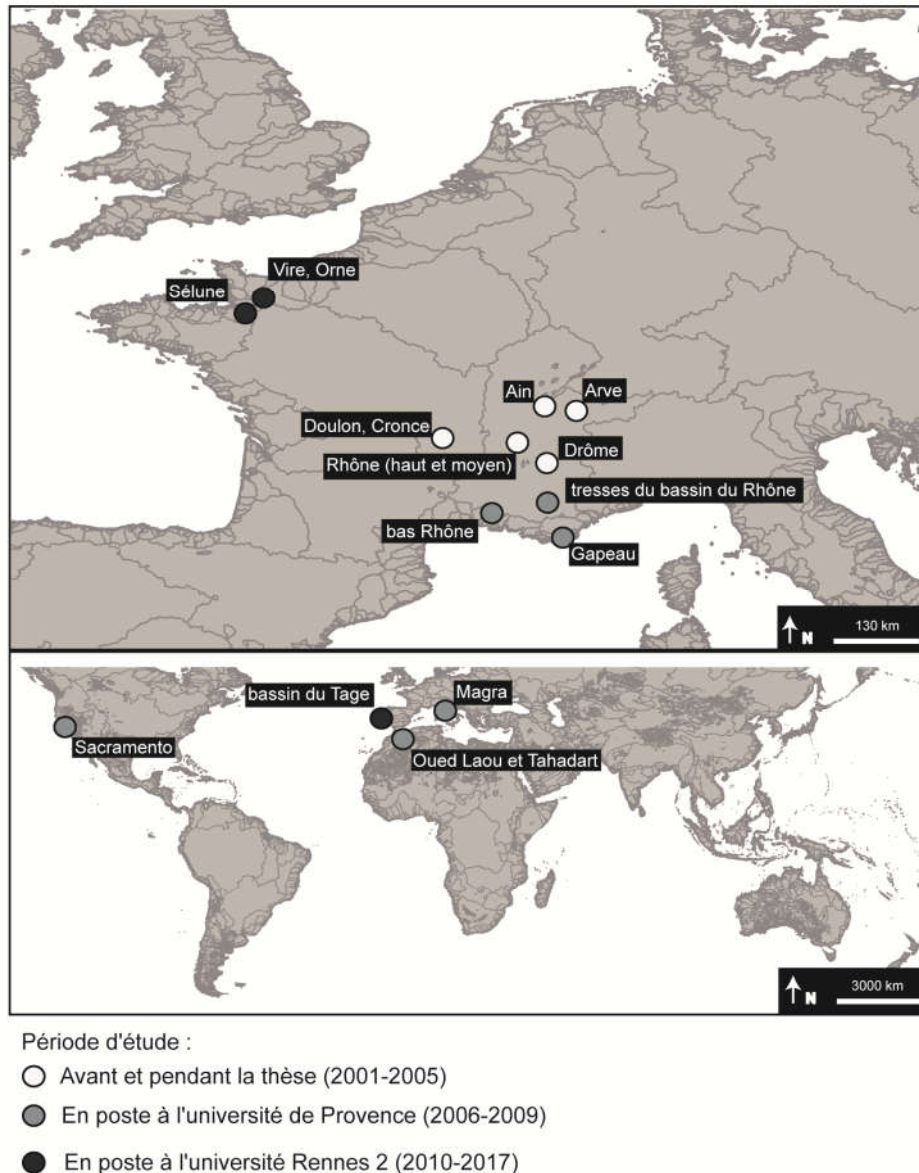 Vire, Orne
Sélune
Ain
Arve
Doulon, Cronce
Rhône (haut et moyen)
Drôme
tresses du bassin du Rhône
bas Rhône
Gapeau
N
130 km
bassin du Tage
Magra
Sacramento
Oued Laou et Tahadart
N
3000 km
Période d'étude :
Avant et pendant la thèse (2001-2005)
En poste à l'université de Provence (2006-2009)
En poste à l'université Rennes 2 (2010-2017)